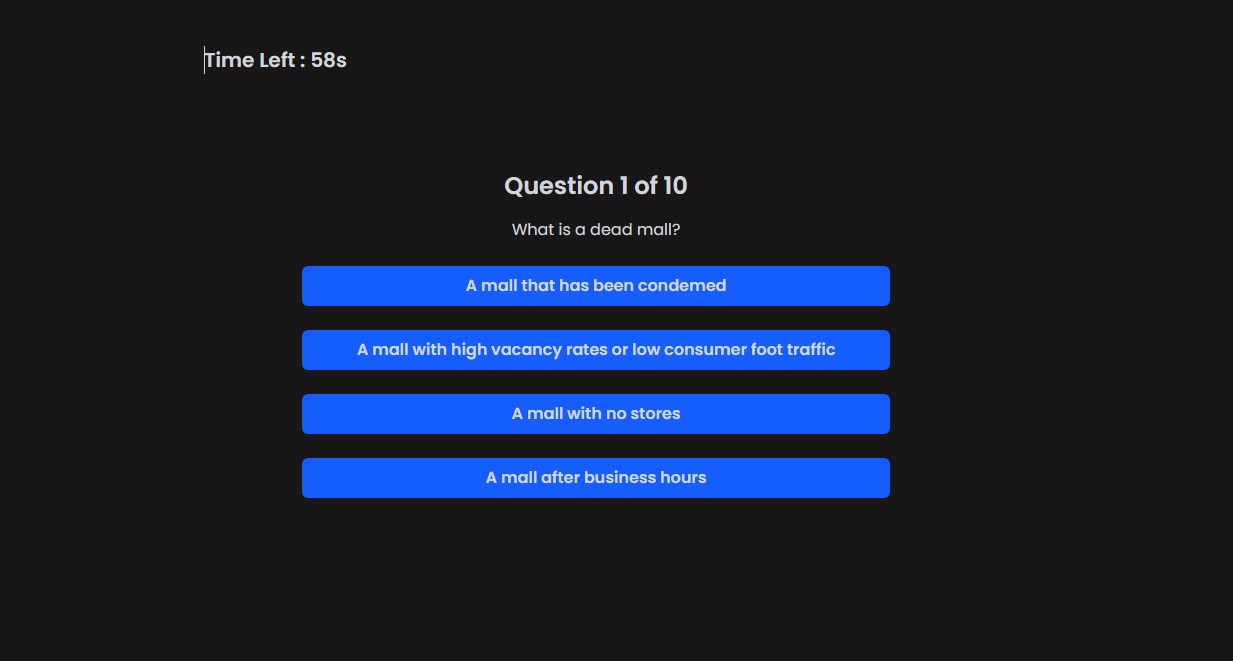 Time Left : 58s
Question 1 of 10
What is a dead mall?
A mall that has been condemed
A mall with high vacancy rates or low consumer foot traffic
A mall with no stores
A mall after business hours